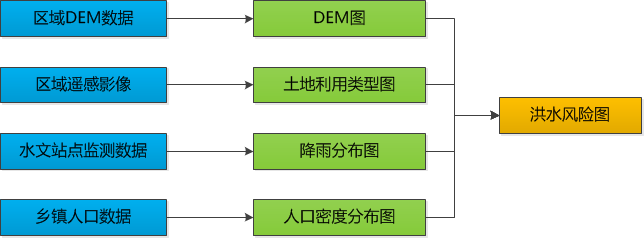 区域DEM数据
DEM图
区域遥感影像
土地利用类型图
洪水风险图
水文站点监测数据
降雨分布图
乡镇人口数据
人口密度分布图